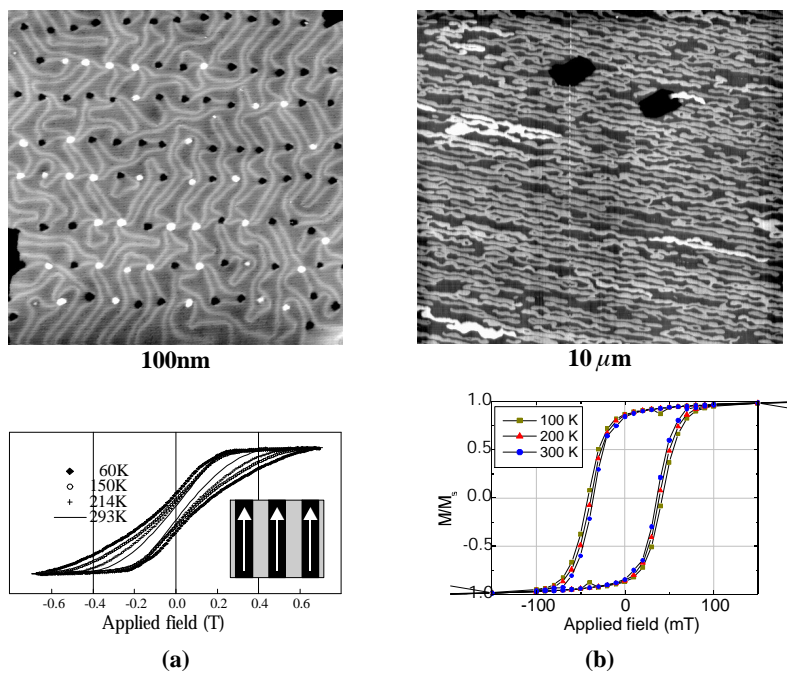 100nm
10 μm
60K
150K
214K
293K
-0.6 -0.4 -0.2 0.0 0.2 0.4 0.6
Applied field (T)
1.0
0.5
0.0
-0.5
-1.0
M/Ms
100 K
200 K
300 K
-100 0 100
Applied field (mT)
(a)
(b)